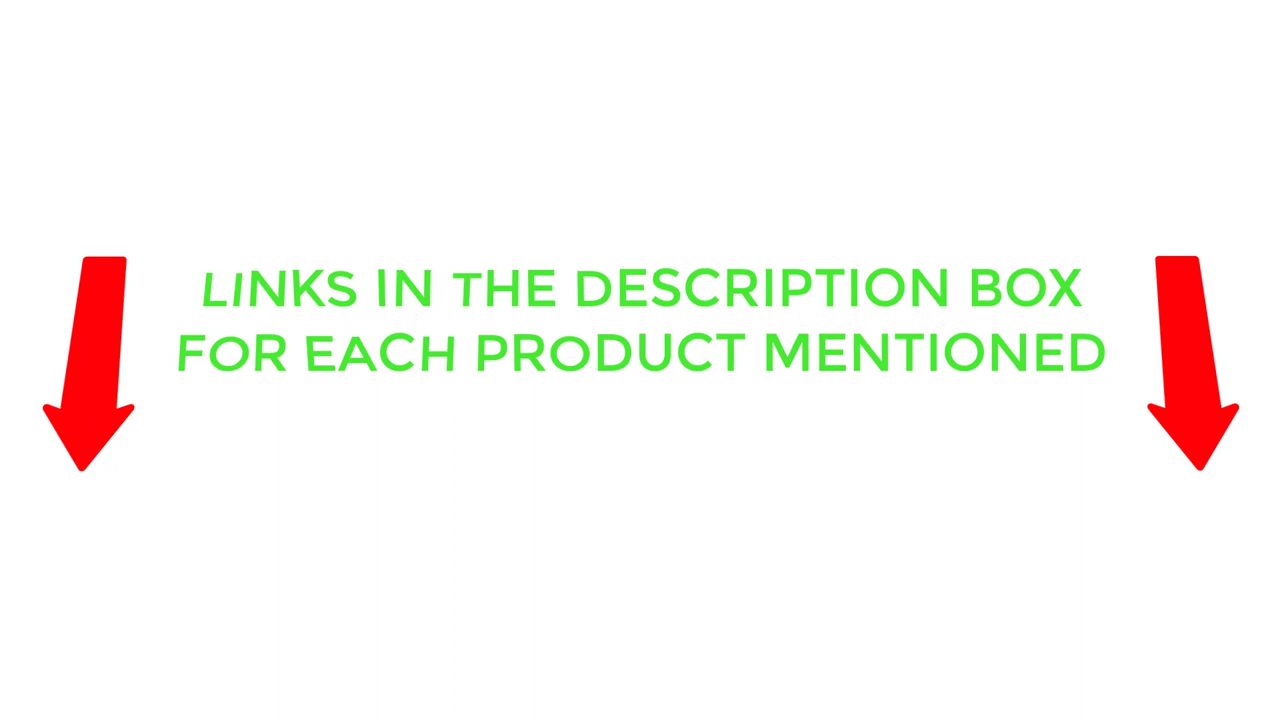 LINKS IN THE DESCRIPTION BOX
FOR EACH PRODUCT MENTIONED